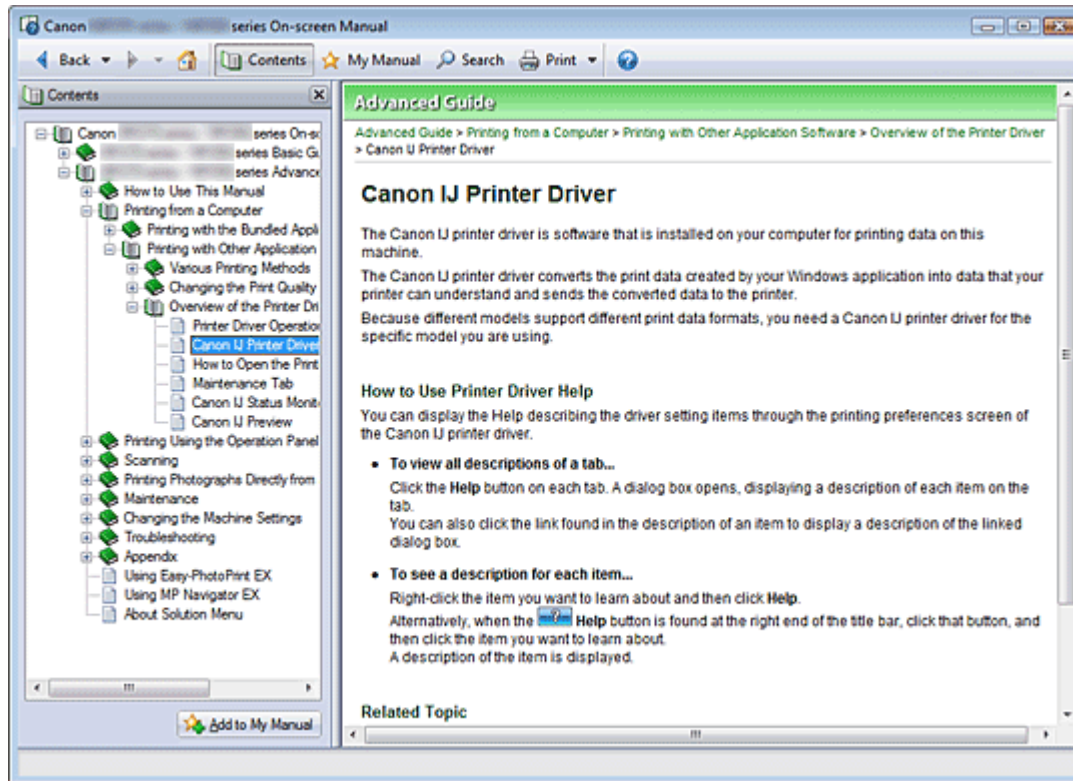 Canon series On-screen Manual
Back Contents My Manual Search Print
Contents
Canon series On-sc
series Basic Gu
series Advance
How to Use This Manual
Printing from a Computer
Printing with the Bundled Appli
Printing with Other Application
Various Printing Methods
Changing the Print Quality
Overview of the Printer Dri
Printer Driver Operation
Canon IJ Printer Driver
How to Open the Print
Maintenance Tab
Canon IJ Status Monit
Canon IJ Preview
Printing Using the Operation Panel
Scanning
Printing Photographs Directly from
Maintenance
Changing the Machine Settings
Troubleshooting
Appendix
Using Easy-PhotoPrint EX
Using MP Navigator EX
About Solution Menu
Add to My Manual
Advanced Guide
Advanced Guide > Printing from a Computer > Printing with Other Application Software > Overview of the Printer Driver
> Canon IJ Printer Driver
Canon IJ Printer Driver
The Canon IJ printer driver is software that is installed on your computer for printing data on this
machine.
The Canon IJ printer driver converts the print data created by your Windows application into data that your
printer can understand and sends the converted data to the printer.
Because different models support different print data formats, you need a Canon IJ printer driver for the
specific model you are using.
How to Use Printer Driver Help
You can display the Help describing the driver setting items through the printing preferences screen of
the Canon IJ printer driver.
• To view all descriptions of a tab...
Click the Help button on each tab. A dialog box opens, displaying a description of each item on the
tab.
You can also click the link found in the description of an item to display a description of the linked
dialog box.
• To see a description for each item...
Right-click the item you want to learn about and then click Help.
Alternatively, when the ? Help button is found at the right end of the title bar, click that button, and
then click the item you want to learn about.
A description of the item is displayed.
Related Topic